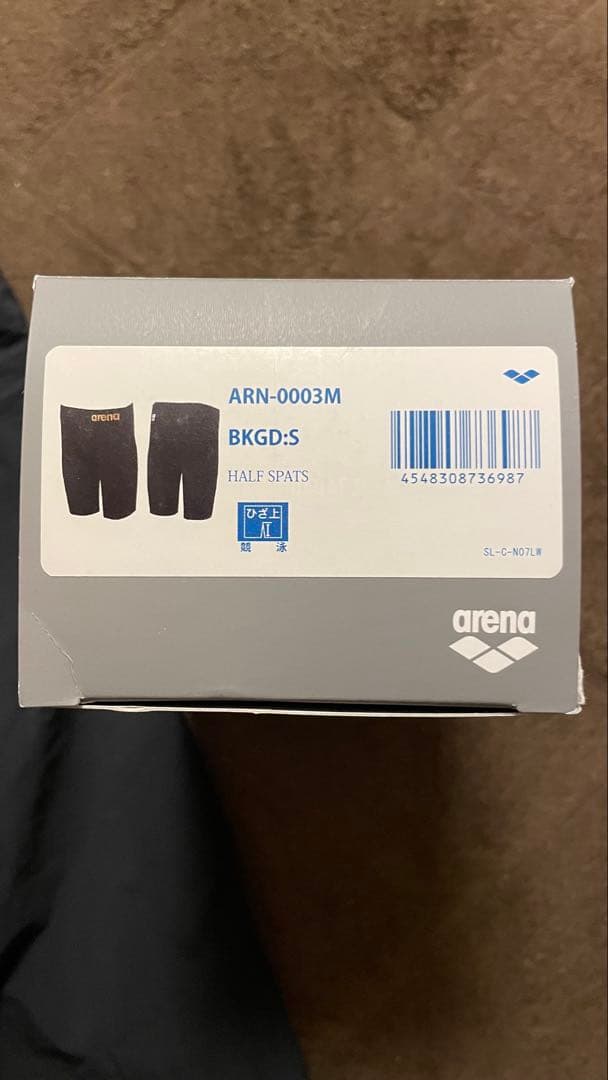 arena
ARN-0003M
BKGD:S
HALF SPATS
ひざ上
競 泳
4548308736987
SL-C-N07LW
arena